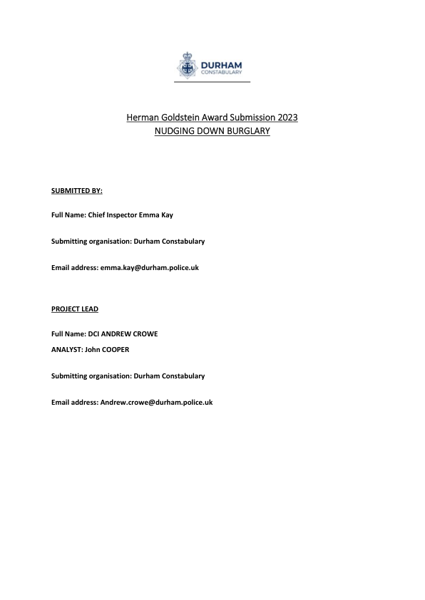 DURHAM
CONSTABULARY
Herman Goldstein Award Submission 2023
NUDGING DOWN BURGLARY
SUBMITTED BY:
Full Name: Chief Inspector Emma Kay
Submitting organisation: Durham Constabulary
Email address: emma.kay@durham.police.uk
PROJECT LEAD
Full Name: DCI ANDREW CROWE
ANALYST: John COOPER
Submitting organisation: Durham Constabulary
Email address: Andrew.crowe@durham.police.uk